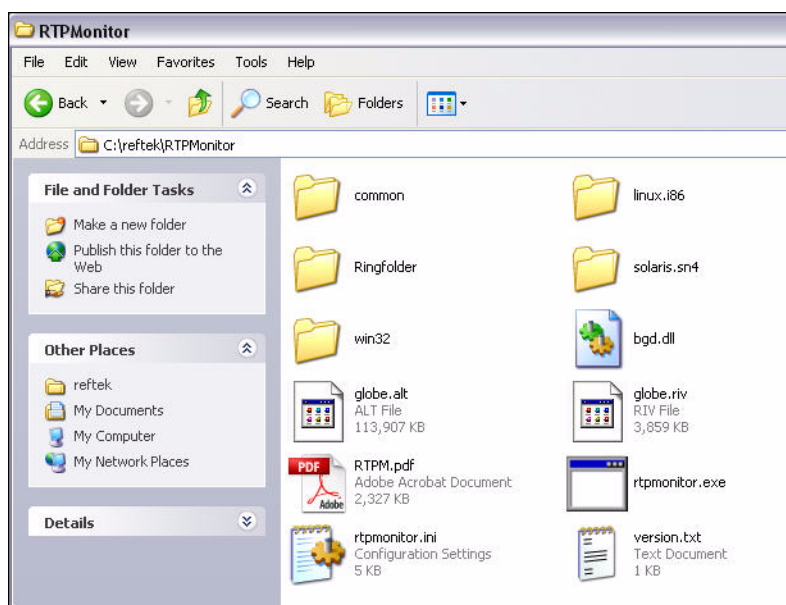 RTPMonitor
File Edit View Favorites Tools Help
Back Search Folders
Address C:\reftek\RTPMonitor
File and Folder Tasks
Make a new folder
Publish this folder to the
Web
Share this folder
Other Places
reftek
My Documents
My Computer
My Network Places
Details
common
linux.i86
Ringfolder
solaris.sn4
win32
bgd.dll
globe.alt
ALT File
113,907 KB
globe.riv
RIV File
3,859 KB
PDF
Adobe
RTPM.pdf
Adobe Acrobat Document
2,327 KB
rtpmonitor.exe
rtpmonitor.ini
Configuration Settings
5 KB
version.txt
Text Document
1 KB